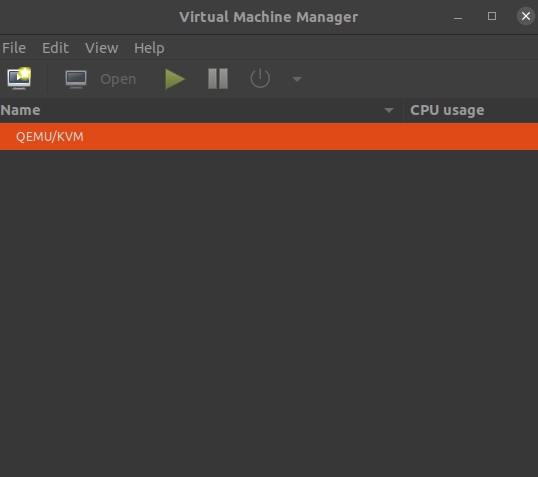 Virtual Machine Manager
File Edit View Help
Open
Name CPU usage
QEMU/KVM